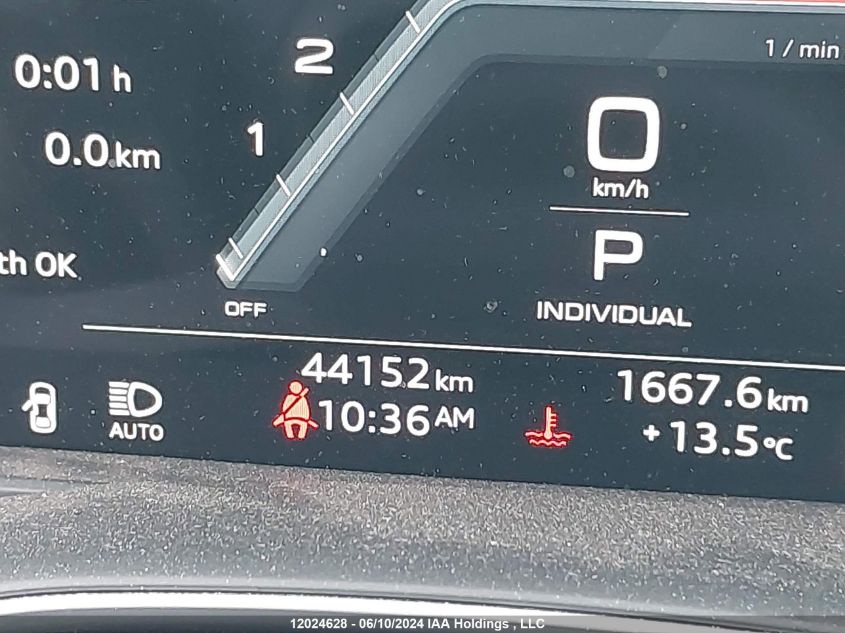 2
1 / min
0:01 h
0
1
0.0 km
km/h
P
th OK
OFF
INDIVIDUAL
44152 km
1667.6 km
AUTO
10:36 AM
+ 13.5 °C
12024628 - 06/10/2024 IAA Holdings , LLC